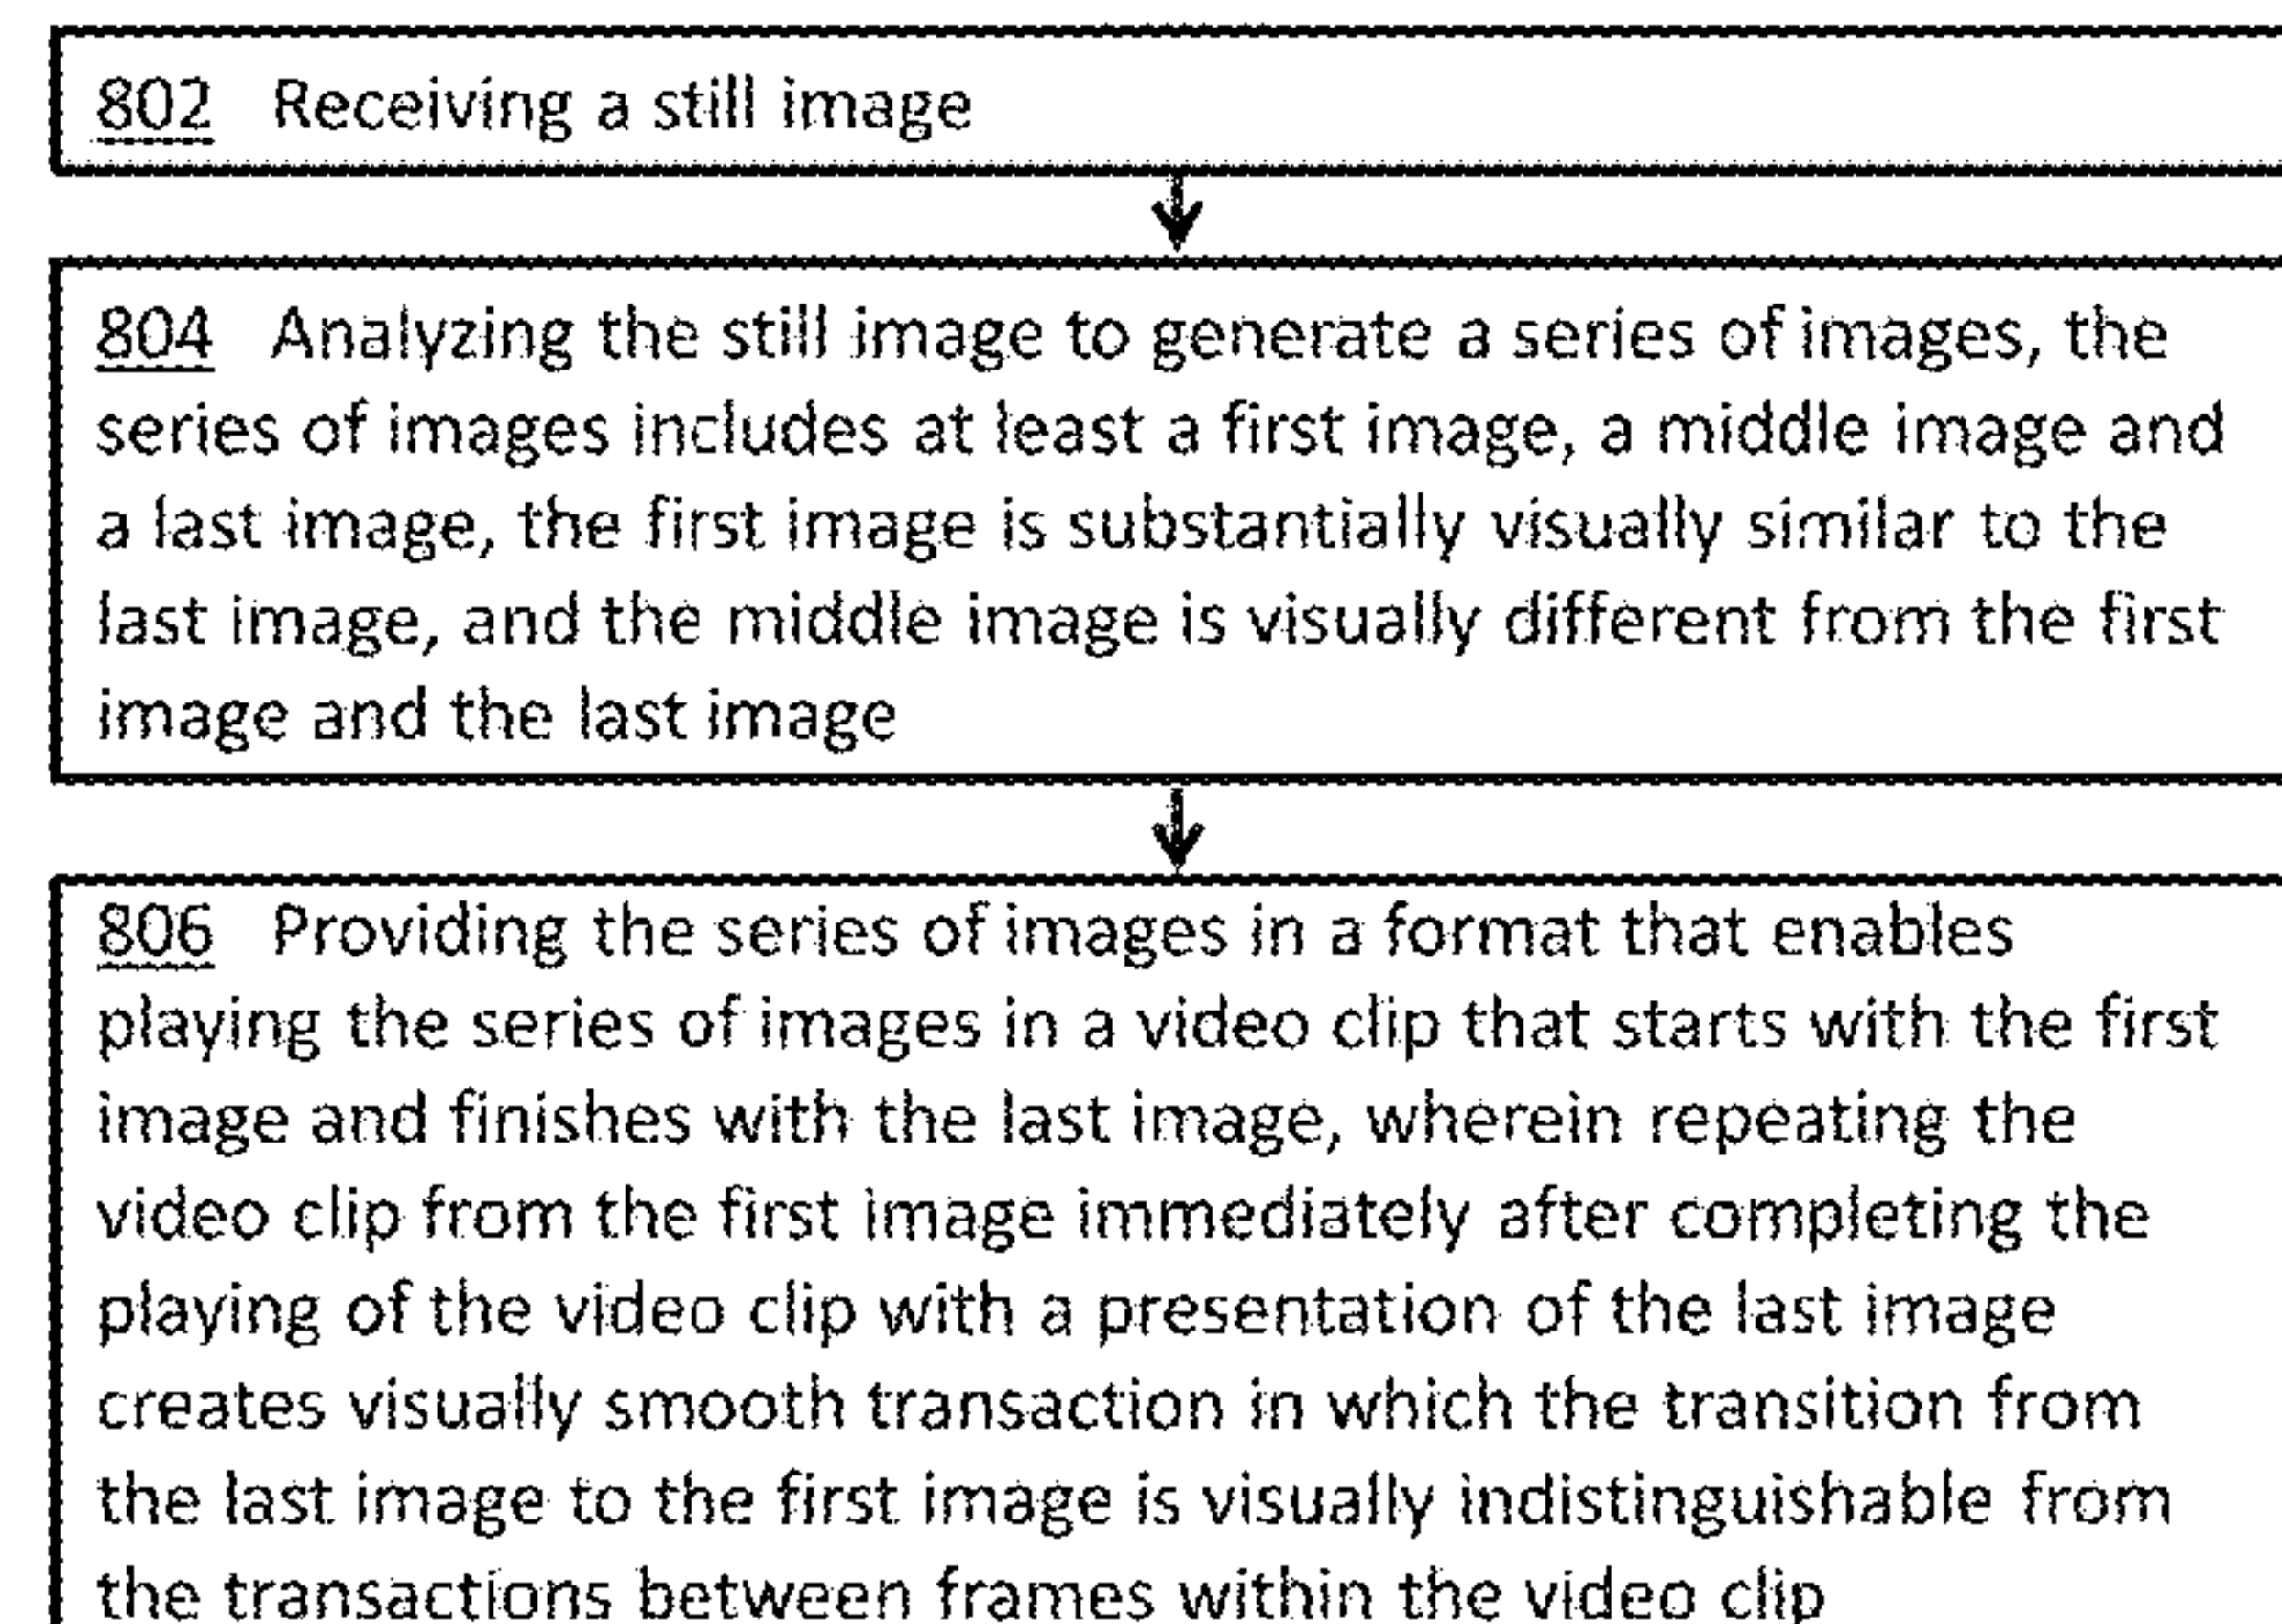 802 Receiving a still image
804 Analyzing the still image to generate a series of images, the
series of images includes at least a first image, a middle image and
a last image, the first image is substantially visually similar to the
last image, and the middle image is visually different from the first
image and the last image
806 Providing the series of images in a format that enables
playing the series of images in a video clip that starts with the first
image and finishes with the last image, wherein repeating the
video clip from the first image immediately after completing the
playing of the video clip with a presentation of the last image
creates visually smooth transaction in which the transition from
the last image to the first image is visually indistinguishable from
the transactions between frames within the video clip